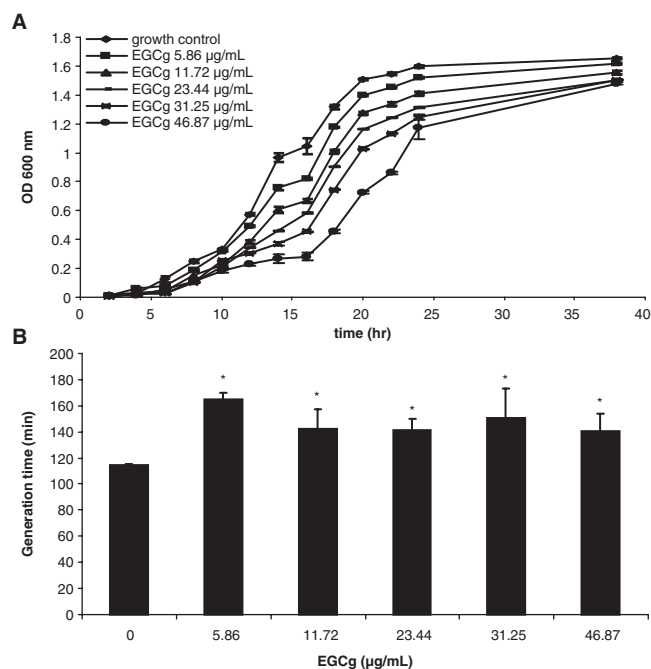 A
growth control
EGCg 5.86 µg/mL
EGCg 11.72 µg/mL
EGCg 23.44 µg/mL
EGCg 31.25 µg/mL
EGCg 46.87 µg/mL
1.8
1.6
1.4
1.2
1
0.8
0.6
0.4
0.2
0
OD 600 nm
0 5 10 15 20 25 30 35 40
time (hr)
B
200
180
160
140
120
100
80
60
40
20
0
Generation time (min)
* * * * *
0 5.86 11.72 23.44 31.25 46.87
EGCg (µg/mL)